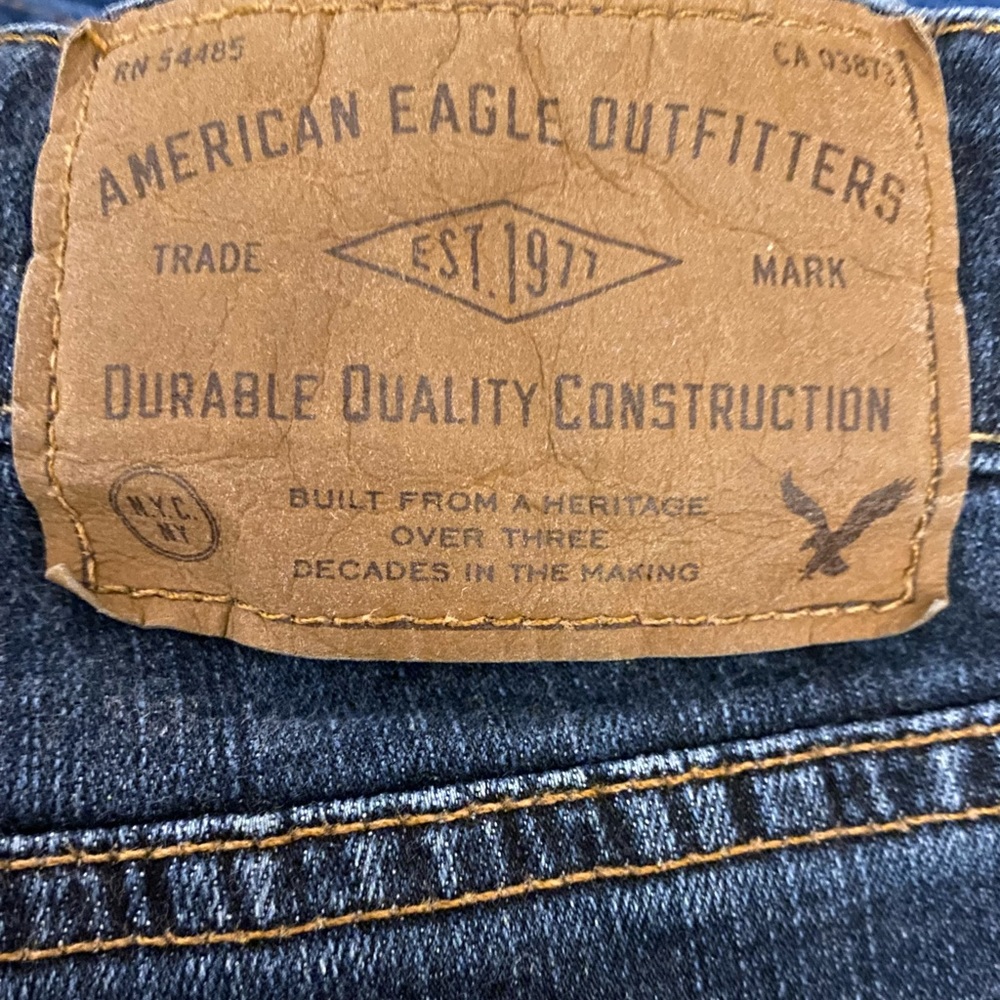 RN 54485 CA 03873
AMERICAN EAGLE OUTFITTERS
TRADE EST. 1977 MARK
DURABLE QUALITY CONSTRUCTION
N.Y.C.
NY
BUILT FROM A HERITAGE
OVER THREE
DECADES IN THE MAKING